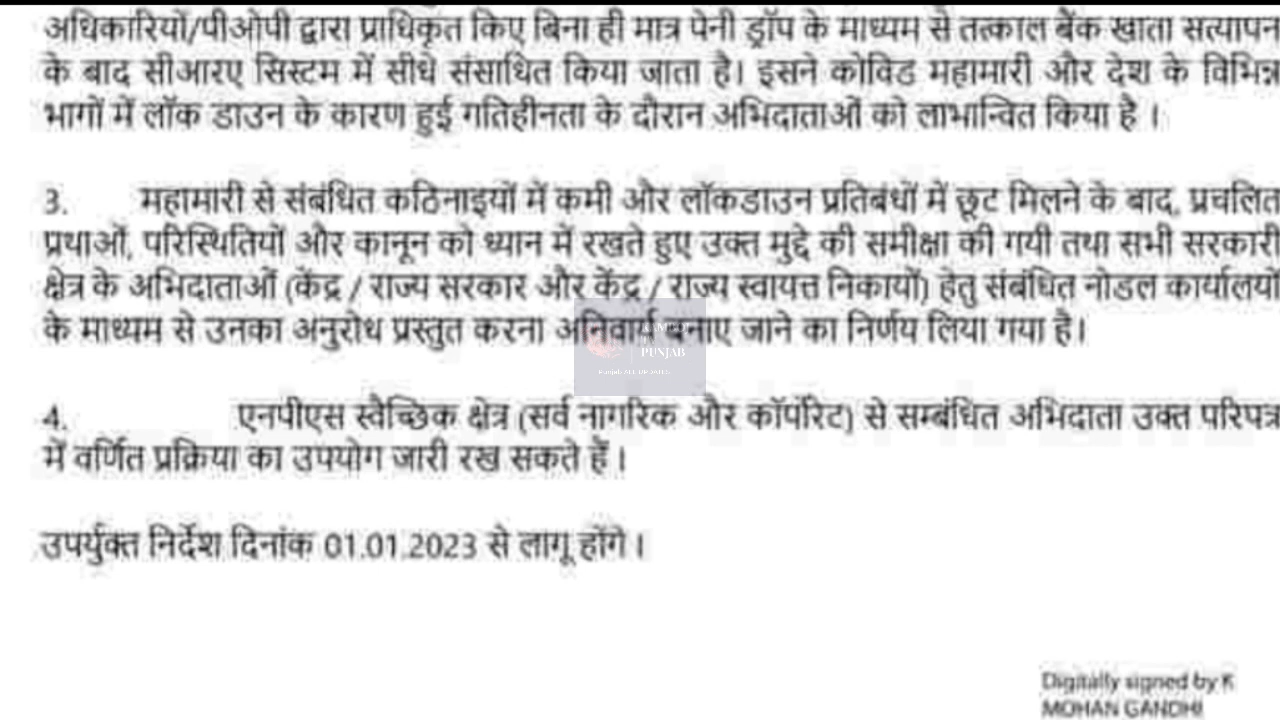 अधिकारियों/पीओपी द्वारा प्राधिकृत किए बिना ही मात्र पेनी ड्रॉप के माध्यम से तत्काल बैंक खाता सत्यापन
के बाद सीआरए सिस्टम में सीधे संसाधित किया जाता है। इसने कोविड महामारी और देश के विभिन्न
भागों में लॉक डाउन के कारण हुई गतिहीनता के दौरान अभिदाताओं को लाभान्वित किया है ।
3. महामारी से संबंधित कठिनाइयों में कमी और लॉकडाउन प्रतिबंधों में छूट मिलने के बाद, प्रचलित
प्रथाओं, परिस्थितियों और कानून को ध्यान में रखते हुए उक्त मुद्दे की समीक्षा की गयी तथा सभी सरकारी
क्षेत्र के अभिदाताओं (केंद्र / राज्य सरकार और केंद्र / राज्य स्वायत्त निकायों) हेतु संबंधित नोडल कार्यालयों
के माध्यम से उनका अनुरोध प्रस्तुत करना अनिवार्य बनाए जाने का निर्णय लिया गया है।
PUNJAB
4. एनपीएस स्वैच्छिक क्षेत्र (सर्व नागरिक और कॉर्पोरेट) से सम्बंधित अभिदाता उक्त परिपत्र
में वर्णित प्रक्रिया का उपयोग जारी रख सकते हैं ।
उपर्युक्त निर्देश दिनांक 01.01.2023 से लागू होंगे ।
Digitally signed by K
MOHAN GANDHI